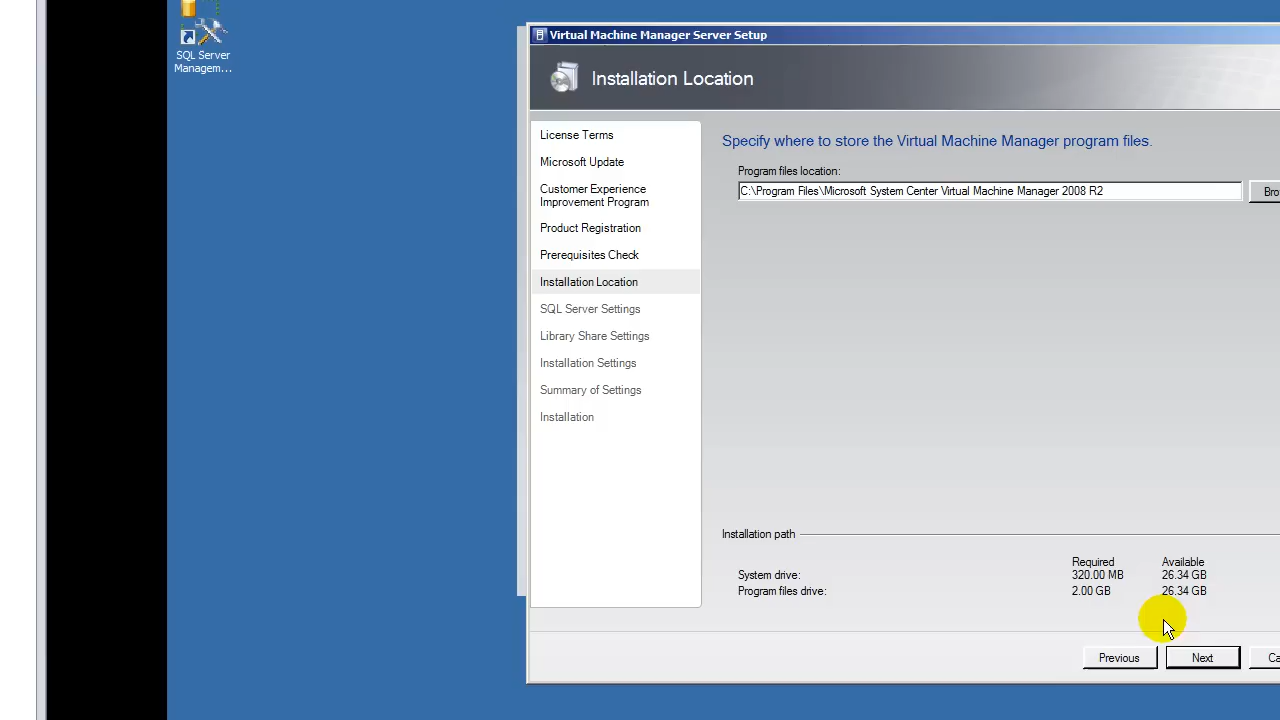 SQL Server
Managem...
Virtual Machine Manager Server Setup
Installation Location
License Terms
Microsoft Update
Customer Experience
Improvement Program
Product Registration
Prerequisites Check
Installation Location
SQL Server Settings
Library Share Settings
Installation Settings
Summary of Settings
Installation
Specify where to store the Virtual Machine Manager program files.
Program files location:
C:\Program Files\Microsoft System Center Virtual Machine Manager 2008 R2
Bro
Installation path
Required Available
System drive: 320.00 MB 26.34 GB
Program files drive: 2.00 GB 26.34 GB
Previous Next Ca